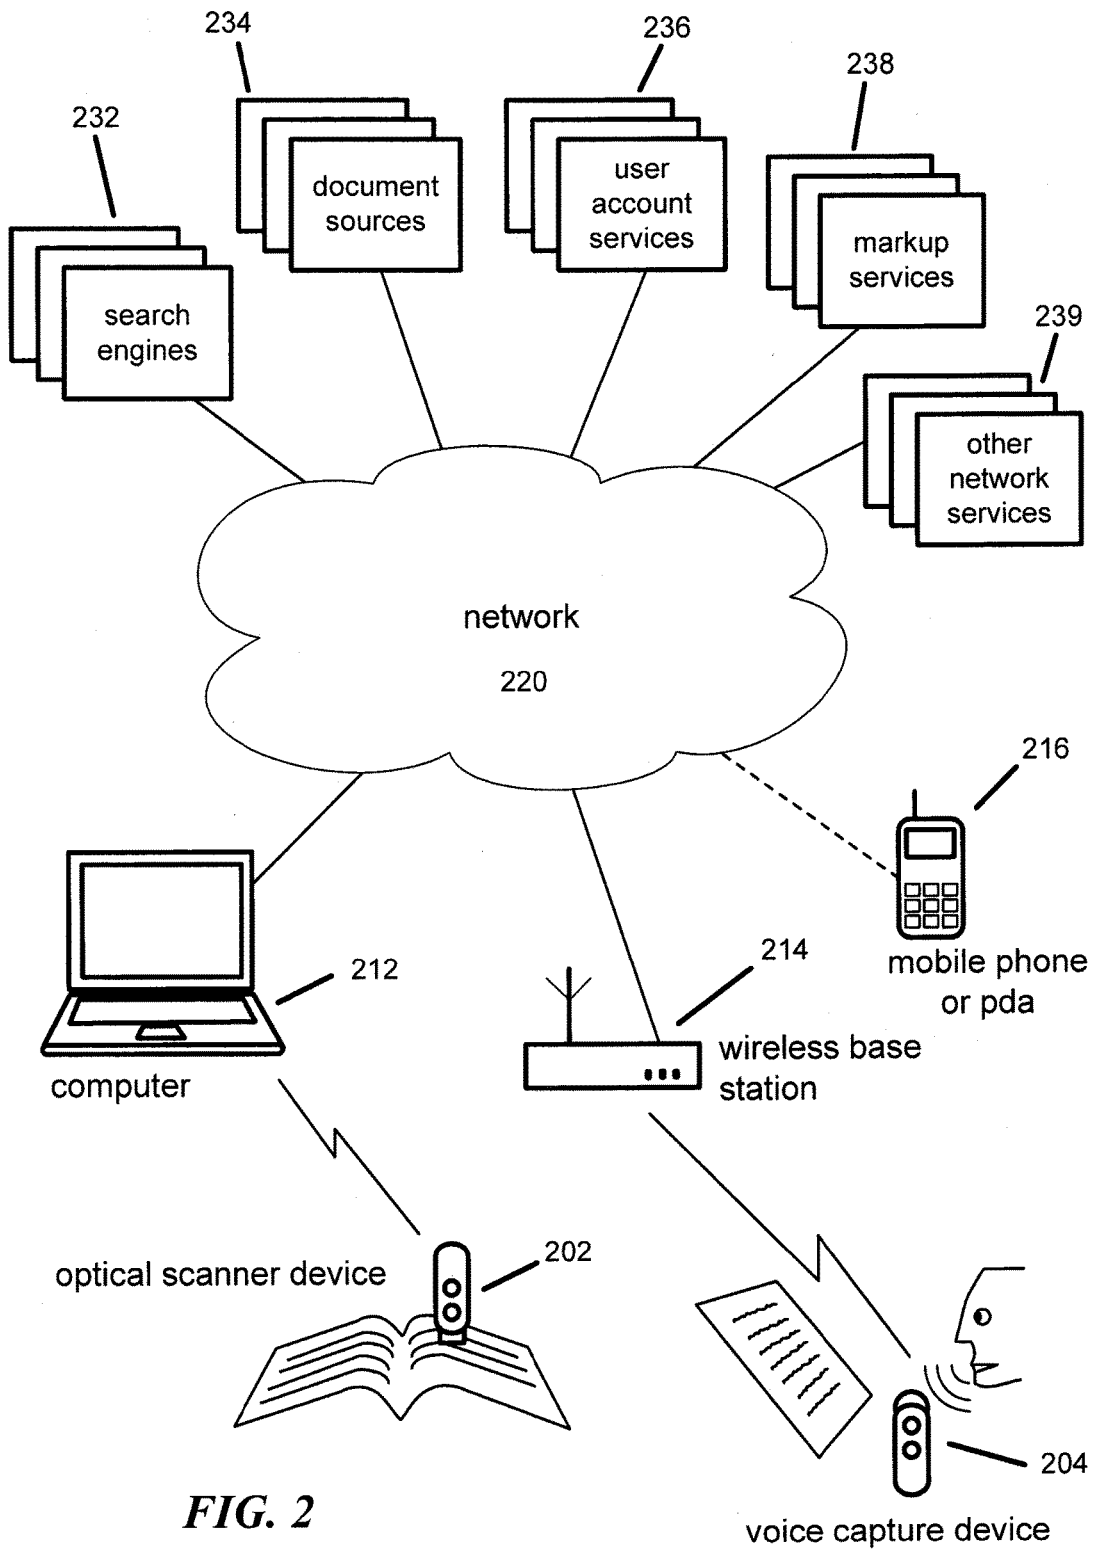 234
236
238
232
document
sources
user
account
services
markup
services
search
engines
239
other
network
services
network
220
216
mobile phone
or pda
212
214
computer
wireless base
station
optical scanner device
202
204
FIG. 2
voice capture device